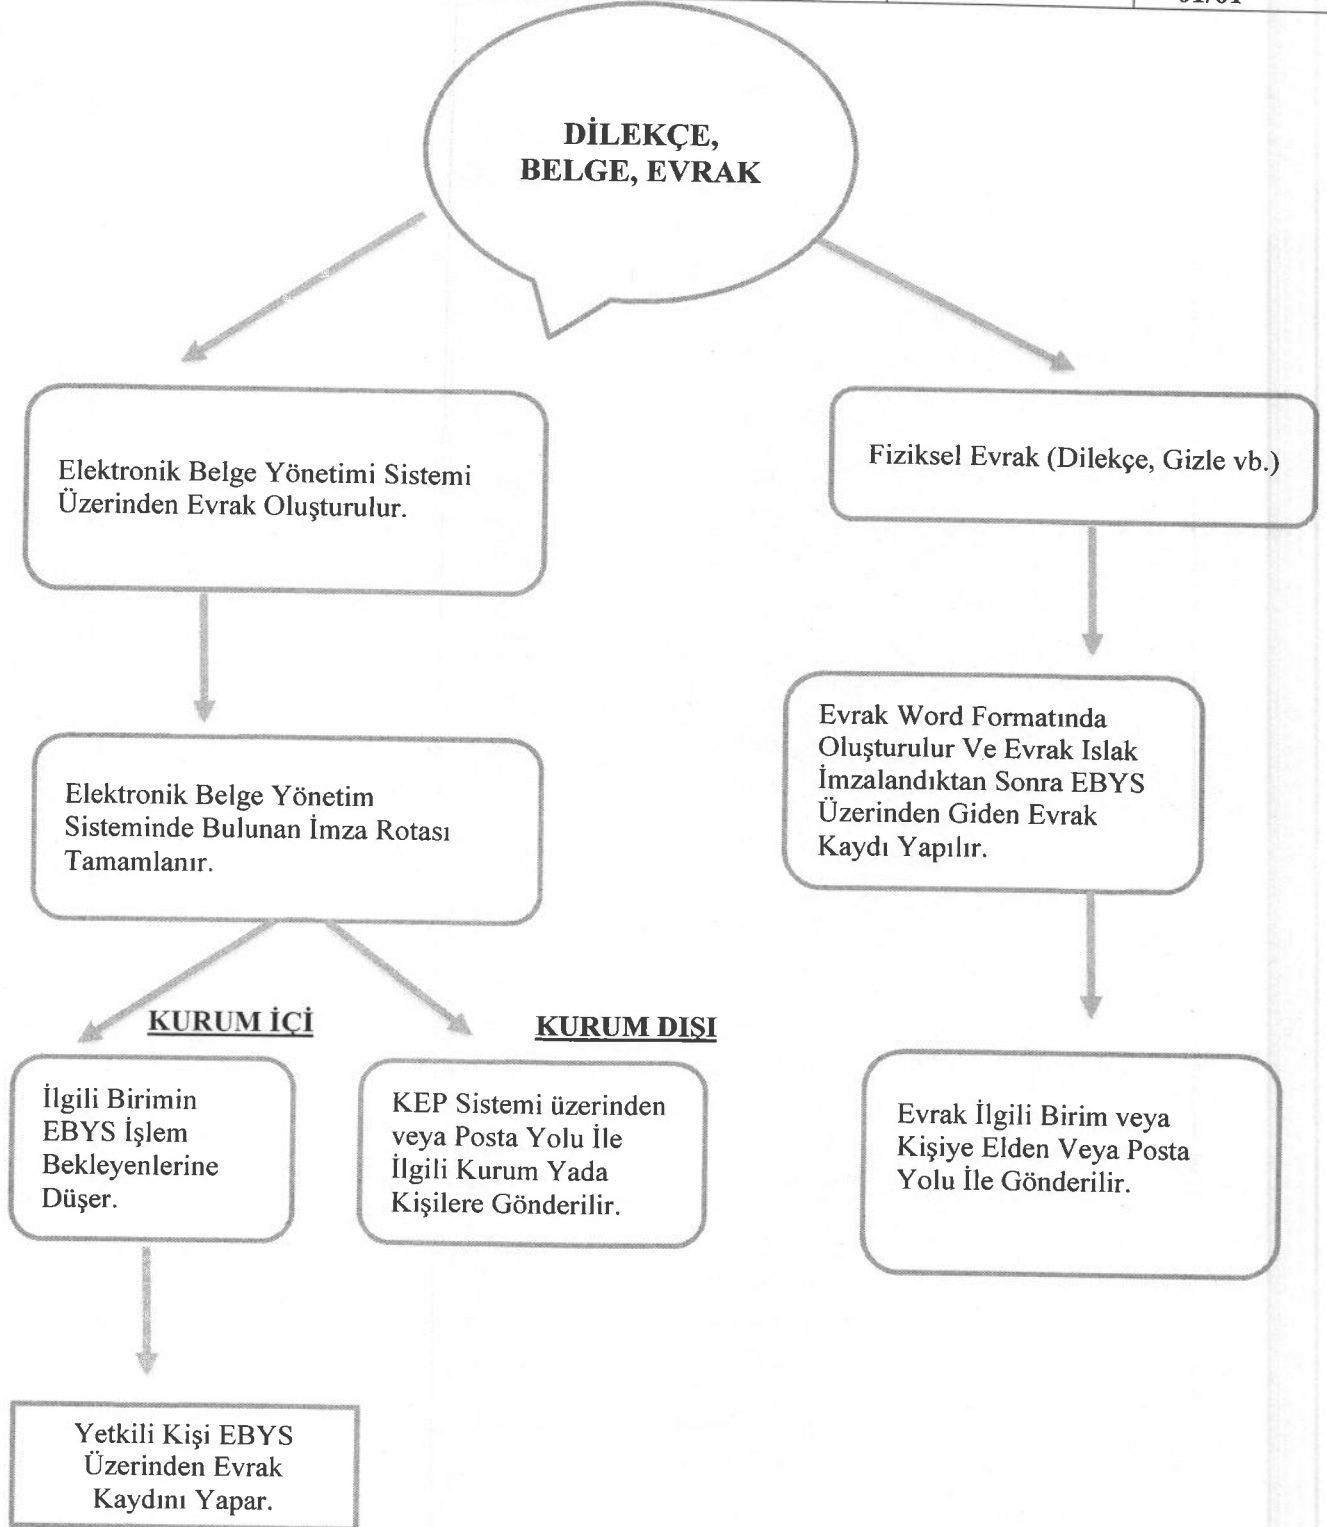 DİLEKÇE,
BELGE, EVRAK
Elektronik Belge Yönetimi Sistemi
Üzerinden Evrak Oluşturulur.
Fiziksel Evrak (Dilekçe, Gizle vb.)
Elektronik Belge Yönetim
Sisteminde Bulunan İmza Rotası
Tamamlanır.
Evrak Word Formatında
Oluşturulur Ve Evrak Islak
İmzalandıktan Sonra EBYS
Üzerinden Giden Evrak
Kaydı Yapılır.
KURUM İÇİ
KURUM DIŞI
İlgili Birimin
EBYS İşlem
Bekleyenlerine
Düşer.
KEP Sistemi üzerinden
veya Posta Yolu İle
İlgili Kurum Yada
Kişilere Gönderilir.
Evrak İlgili Birim veya
Kişiye Elden Veya Posta
Yolu İle Gönderilir.
Yetkili Kişi EBYS
Üzerinden Evrak
Kaydını Yapar.